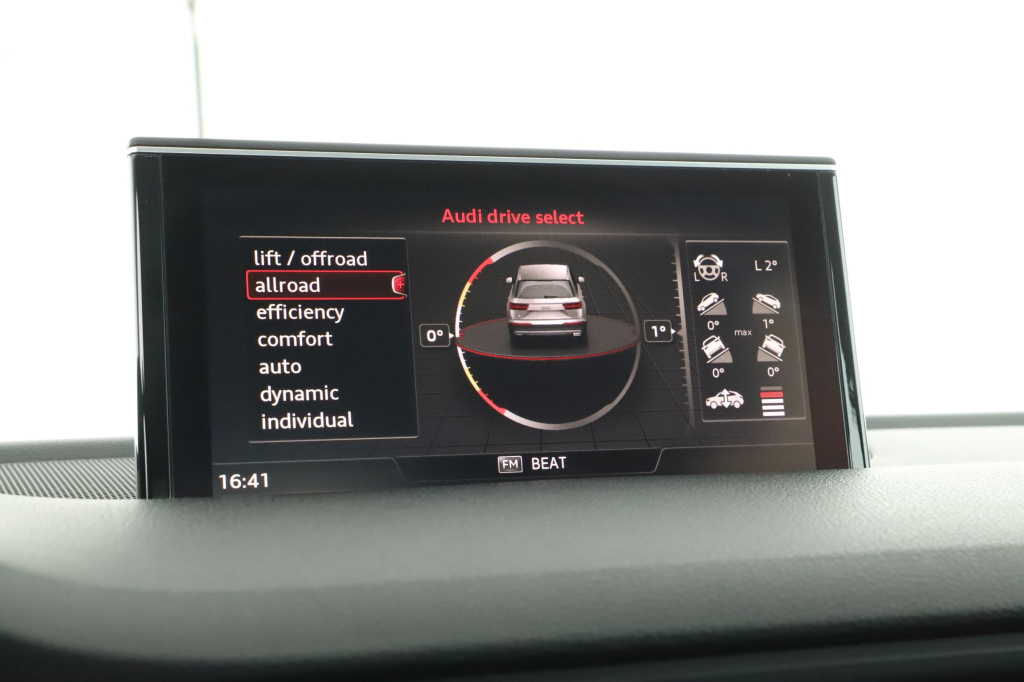 Audi drive select
lift / offroad
allroad
efficiency
comfort
auto
dynamic
individual
0°
1°
L R
L 2°
0° max 1°
0° 0°
FM BEAT
16:41